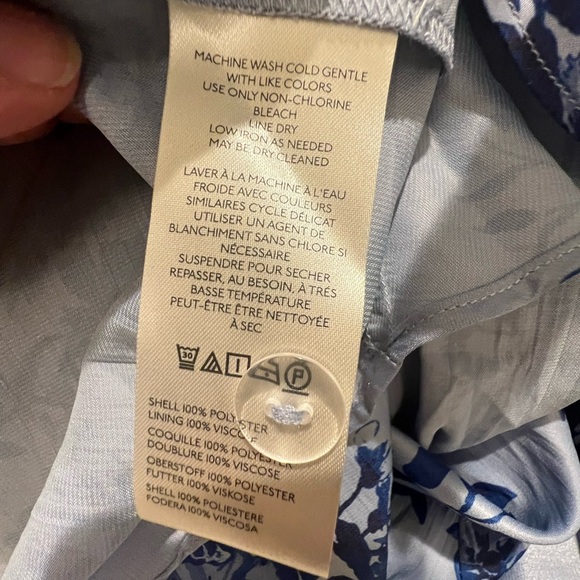 MACHINE WASH COLD GENTLE
WITH LIKE COLORS
USE ONLY NON-CHLORINE
BLEACH
LINE DRY
LOW IRON AS NEEDED
MAY BE DRY CLEANED
LAVER À LA MACHINE À L'EAU
FROIDE AVEC COULEURS
SIMILAIRES CYCLE DÉLICAT
UTILISER UN AGENT DE
BLANCHIMENT SANS CHLORE SI
NÉCESSAIRE
SUSPENDRE POUR SECHER
REPASSER, AU BESOIN, À TRÉS
BASSE TEMPÉRATURE
PEUT-ÊTRE ÊTRE NETTOYÉE
À SEC
30 P
SHELL 100% POLYESTER
LINING 100% VISCOSE
COQUILLE 100% POLYESTER
DOUBLURE 100% VISCOSE
OBERSTOFF 100% POLYESTER
FUTTER 100% VISKOSE
SHELL 100% POLIESTERE
FODERA 100% VISCOSA